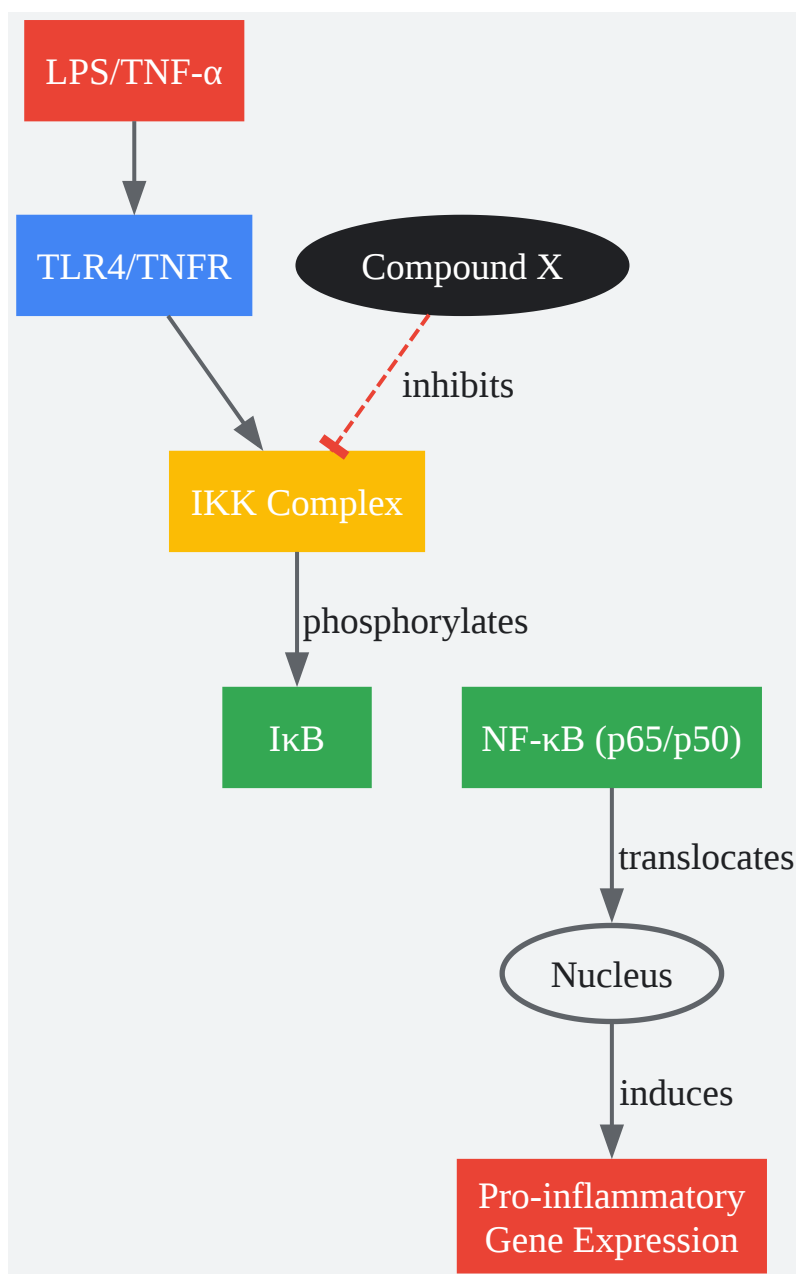 LPS/TNF-α
TLR4/TNFR
Compound X
inhibits
IKK Complex
phosphorylates
IκB
NF-κB (p65/p50)
translocates
Nucleus
induces
Pro-inflammatory
Gene Expression